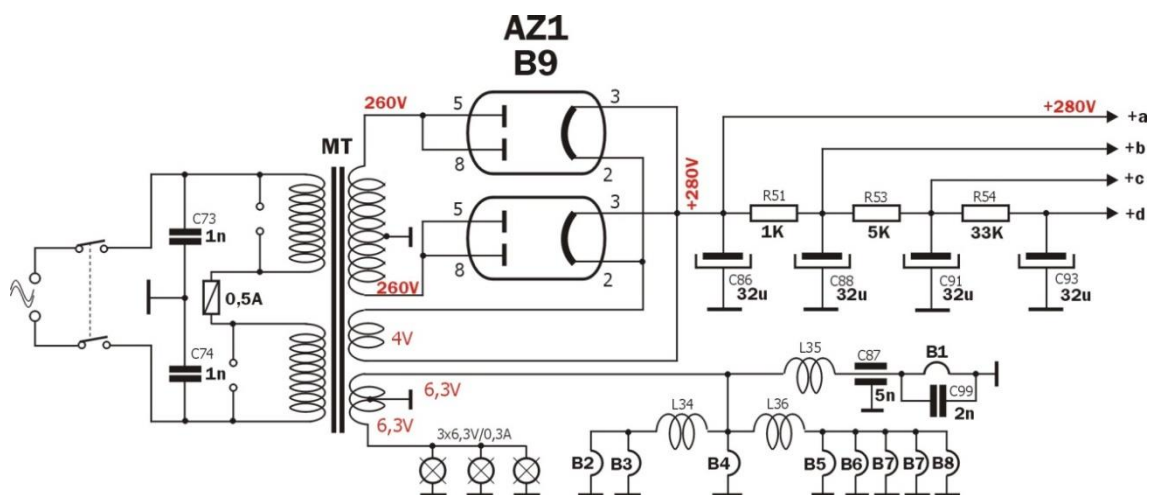 AZ1
B9
260V
5
3
8
2
MT
+280V
+a
+b
+c
+d
+280V
5
3
8
2
260V
R51
1K
R53
5K
R54
33K
C73
1n
0,5A
C86
32u
C88
32u
C91
32u
C93
32u
4V
C74
1n
6,3V
6,3V
L35
C87
5n
B1
C99
2n
3x6,3V/0,3A
L34
L36
B2
B3
B4
B5
B6
B7
B7
B8